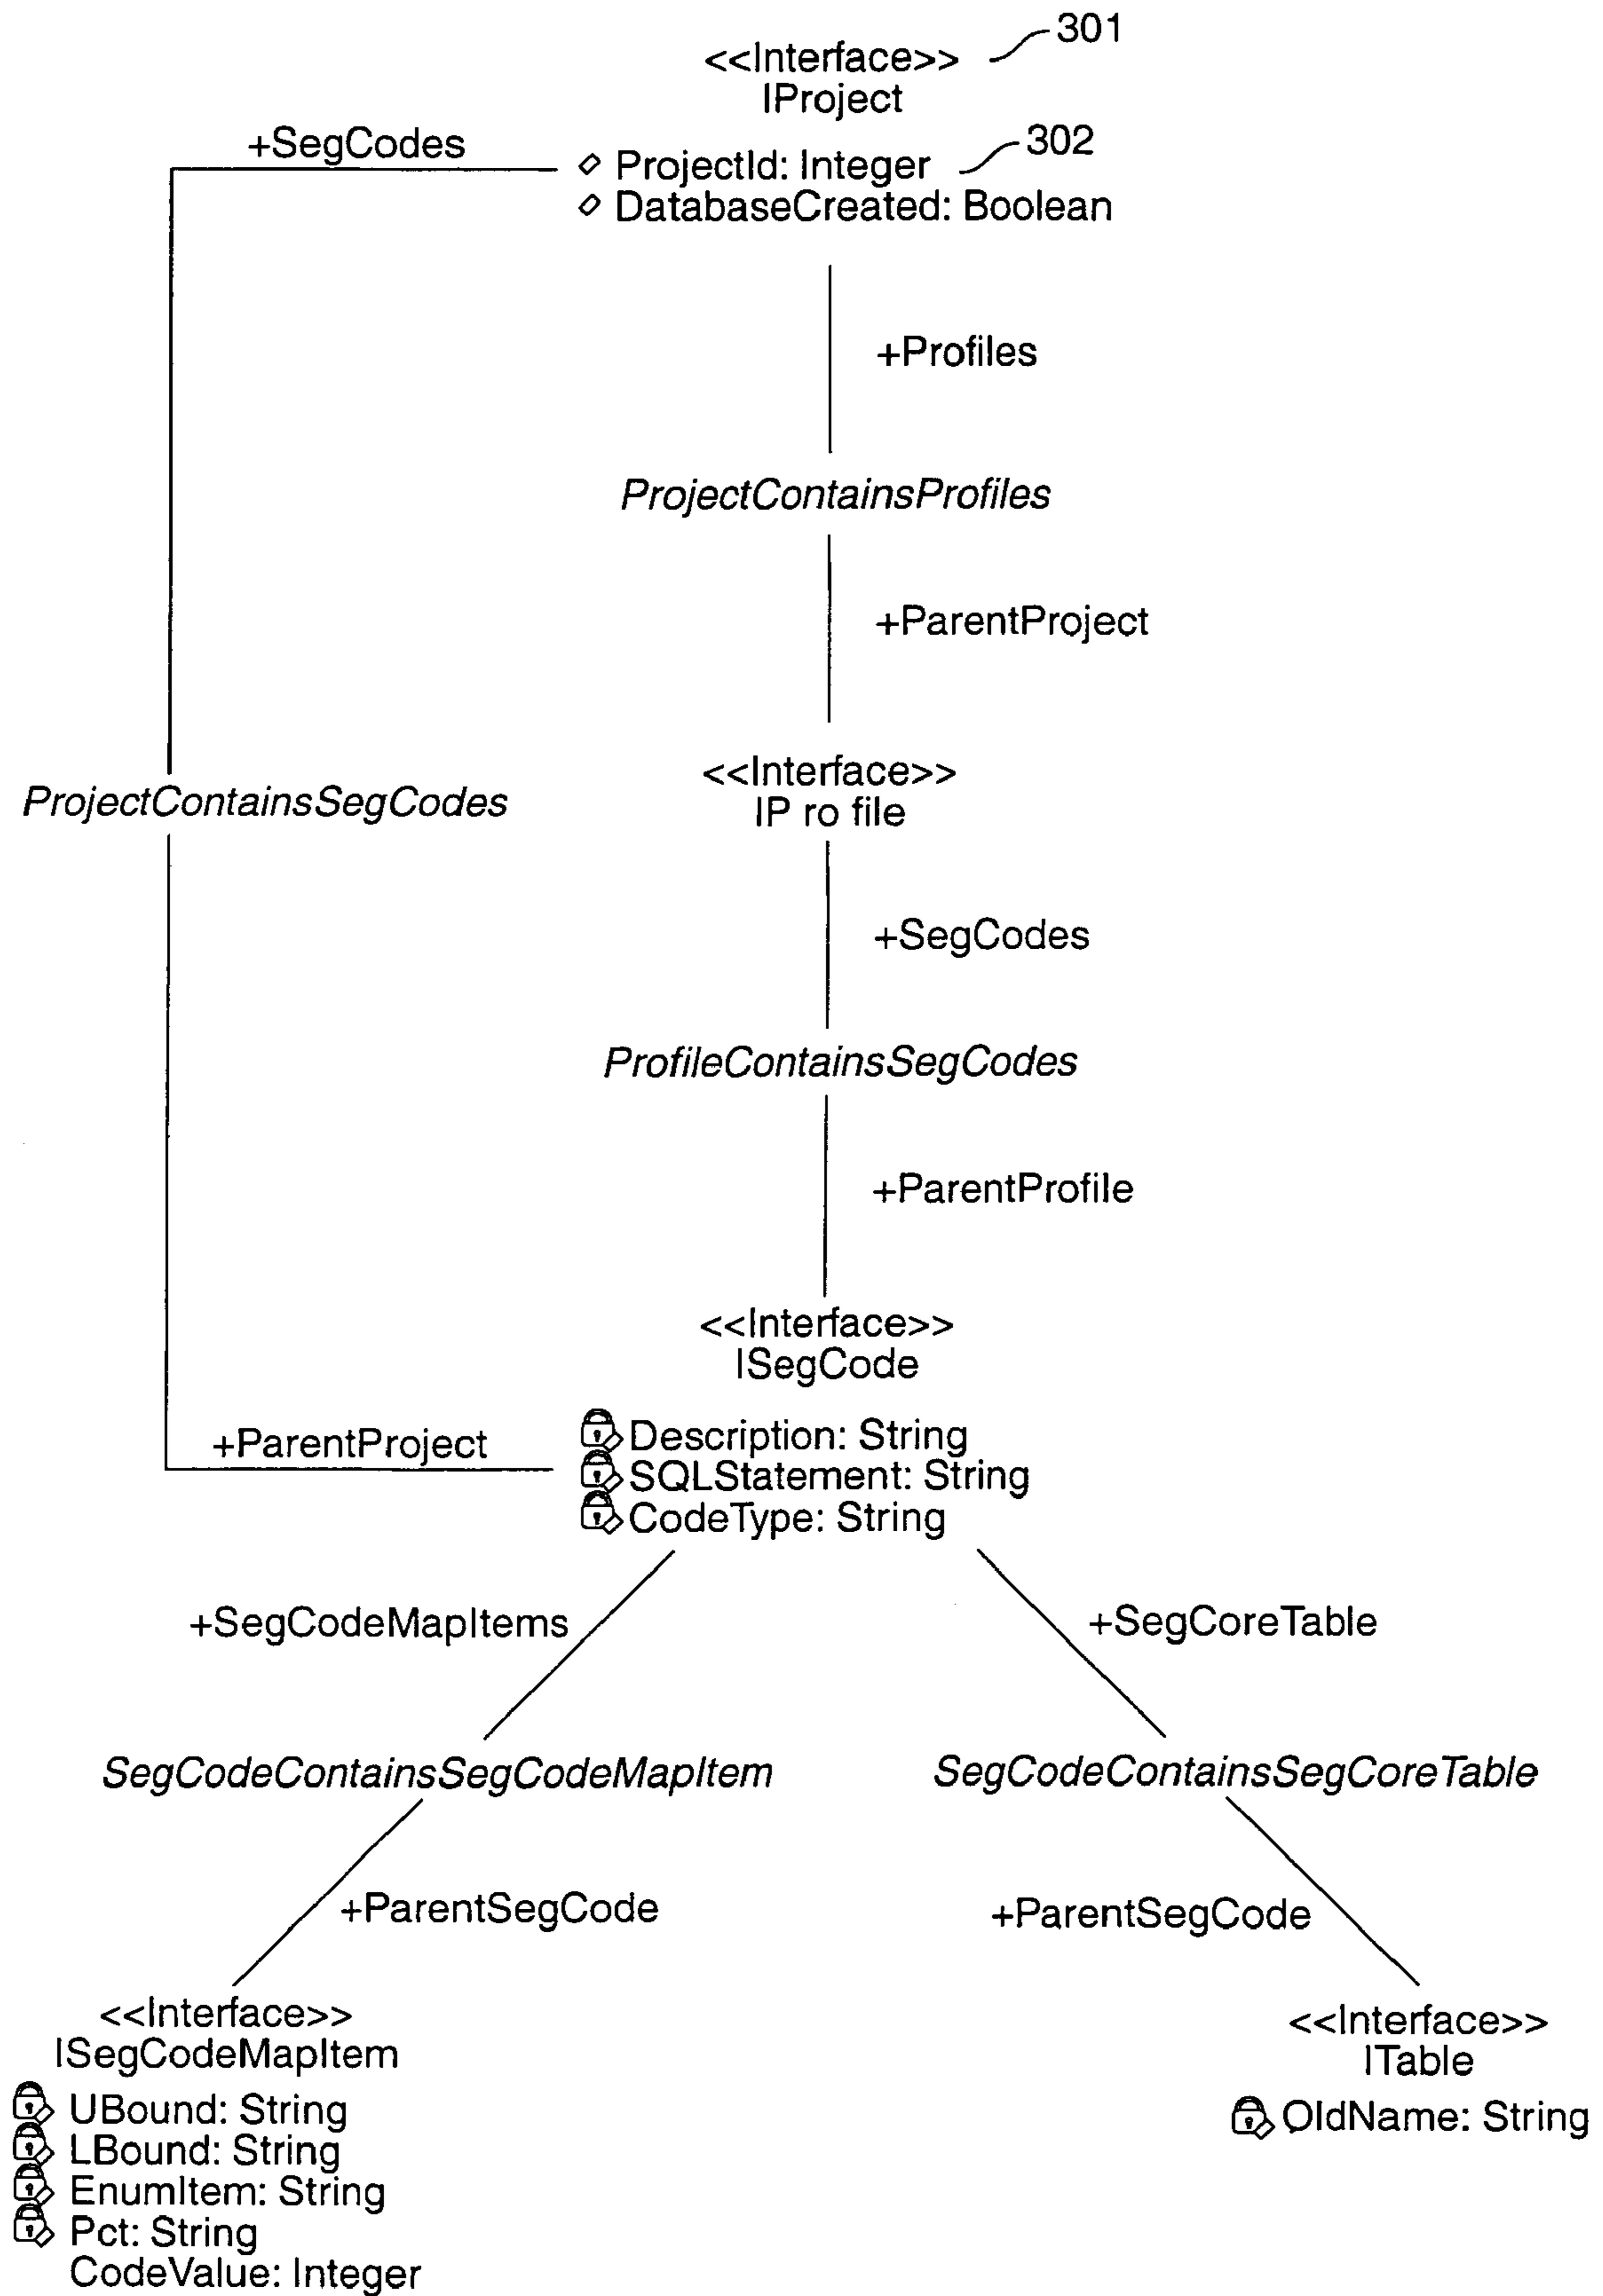 301
<<Interface>>
IProject
+SegCodes
302
ProjectId: Integer
DatabaseCreated: Boolean
+Profiles
ProjectContainsProfiles
+ParentProject
<<Interface>>
IP ro file
ProjectContainsSegCodes
+SegCodes
ProfileContainsSegCodes
+ParentProfile
<<Interface>>
ISegCode
+ParentProject
Description: String
SQLStatement: String
CodeType: String
+SegCodeMapItems
+SegCoreTable
SegCodeContainsSegCodeMapItem
SegCodeContainsSegCoreTable
+ParentSegCode
+ParentSegCode
<<Interface>>
ISegCodeMapItem
UBound: String
LBound: String
EnumItem: String
Pct: String
CodeValue: Integer
<<Interface>>
ITable
OldName: String